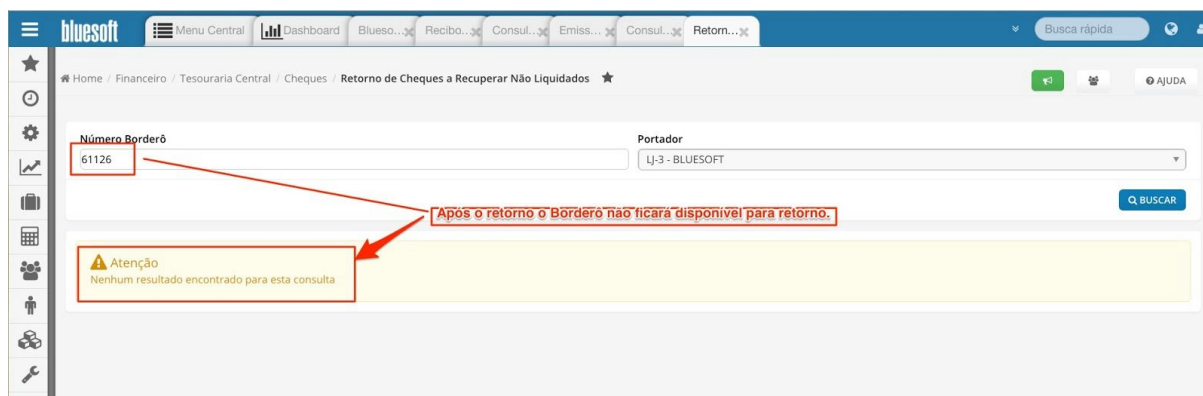 bluesoft
Menu Central
Dashboard
Blueso...
Recibo...
Consul...
Emiss...
Consul...
Retorn...
Busca rápida
Home / Financeiro / Tesouraria Central / Cheques / Retorno de Cheques a Recuperar Não Liquidados
AJUDA
Número Borderô
Portador
61126
LJ-3 - BLUESOFT
BUSCAR
Após o retorno o Borderô não ficará disponível para retorno.
Atenção
Nenhum resultado encontrado para esta consulta